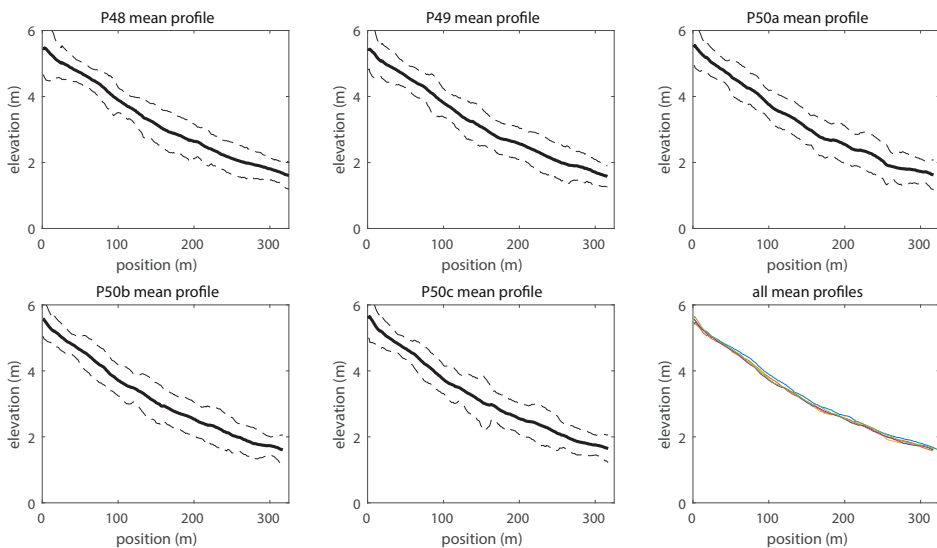 P48 mean profile
6
4
2
0
elevation (m)
0 100 200 300
position (m)
P49 mean profile
6
4
2
0
elevation (m)
0 100 200 300
position (m)
P50a mean profile
6
4
2
0
elevation (m)
0 100 200 300
position (m)
P50b mean profile
6
4
2
0
elevation (m)
0 100 200 300
position (m)
P50c mean profile
6
4
2
0
elevation (m)
0 100 200 300
position (m)
all mean profiles
6
4
2
0
elevation (m)
0 100 200 300
position (m)